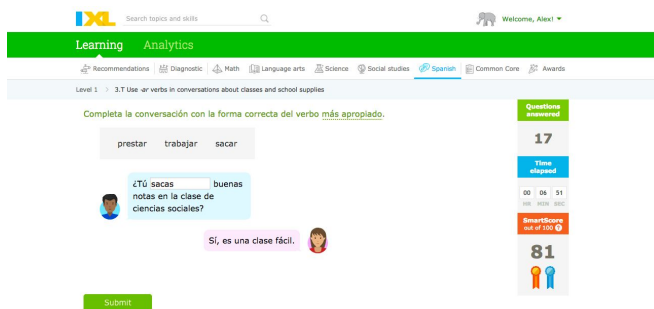 IXL
Search topics and skills
Welcome, Alex!
Learning Analytics
Recommendations Diagnostic Math Language arts Science Social studies Spanish Common Core Awards
Level 1 3.T Use -ar verbs in conversations about classes and school supplies
Completa la conversación con la forma correcta del verbo más apropiado.
prestar trabajar sacar
¿Tú sacas buenas
notas en la clase de
ciencias sociales?
Sí, es una clase fácil.
Submit
Questions
answered
17
Time
elapsed
00 06 51
HR MIN SEC
SmartScore
out of 100 ?
81